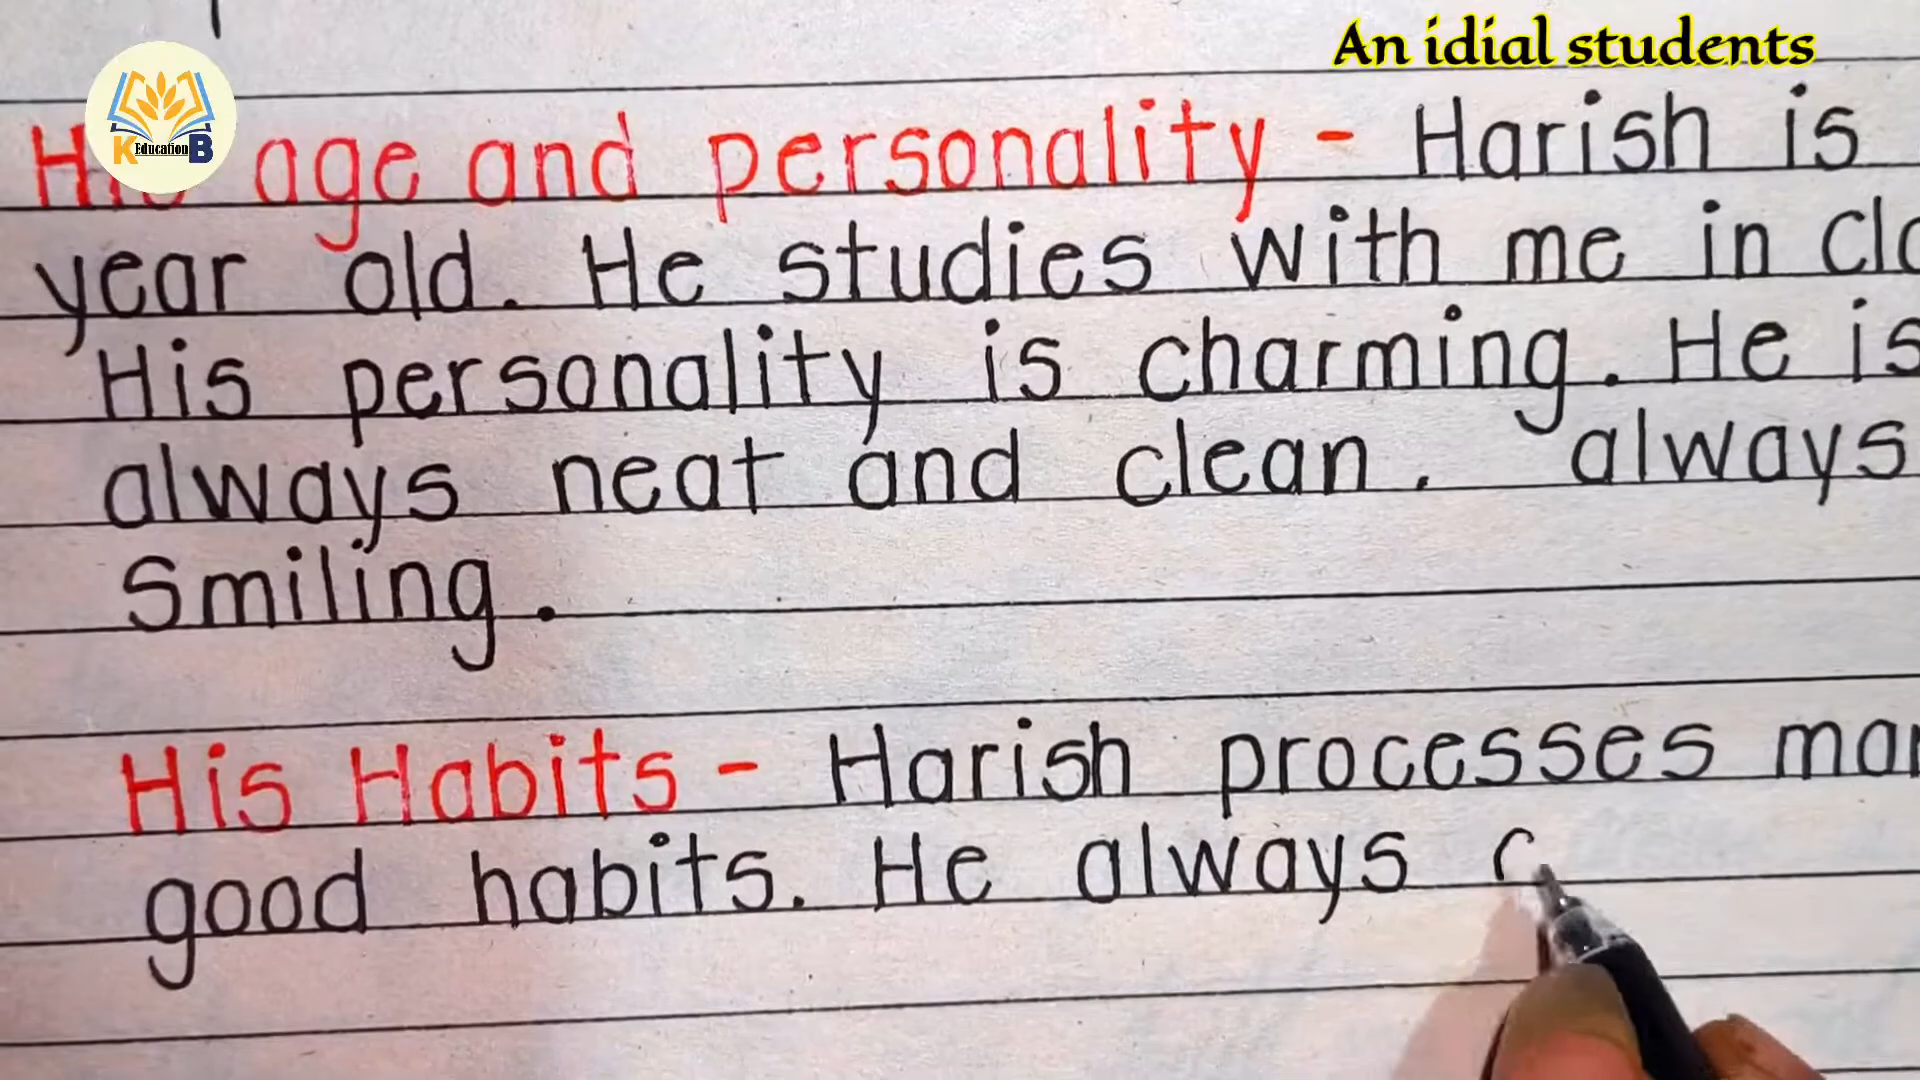 An idial students
K Education B
age and personality - Harish is
year old. He studies with me in
His personality is charming. He is
always neat and clean. always
Smiling.
His Habits - Harish processes
good habits. He always